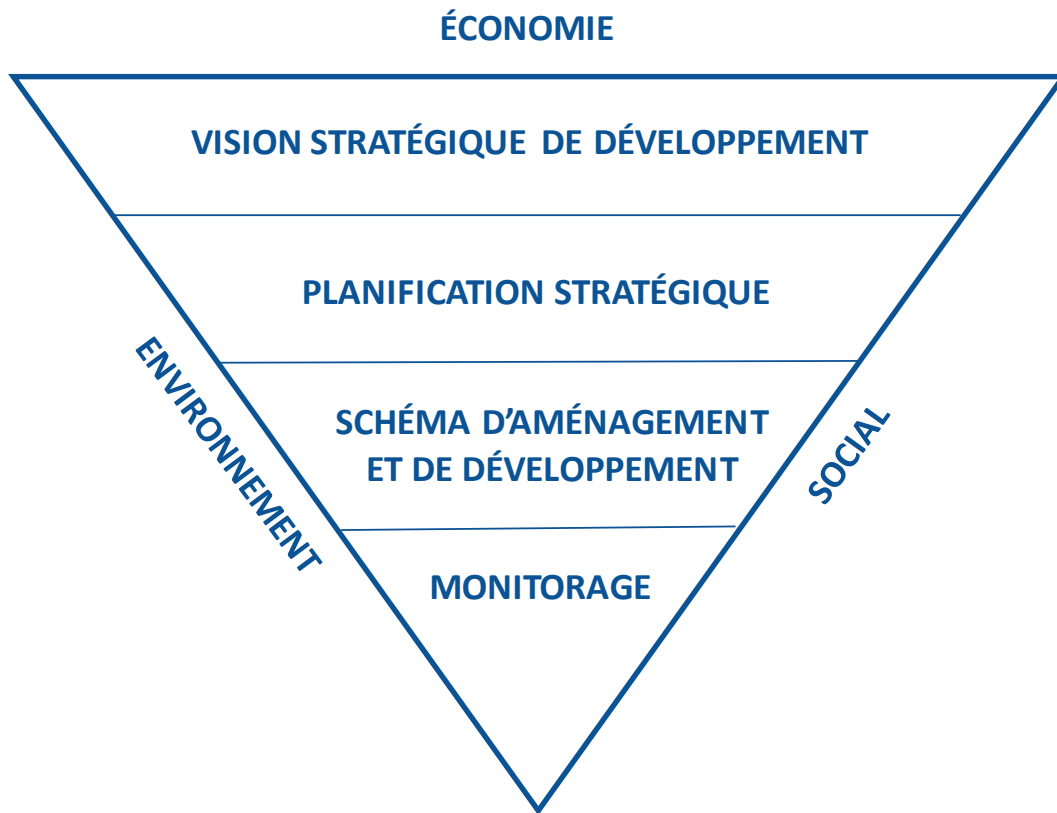 ÉCONOMIE
VISION STRATÉGIQUE DE DÉVELOPPEMENT
PLANIFICATION STRATÉGIQUE
ENVIRONNEMENT
SCHÉMA D’AMÉNAGEMENT
ET DE DÉVELOPPEMENT
SOCIAL
MONITORAGE